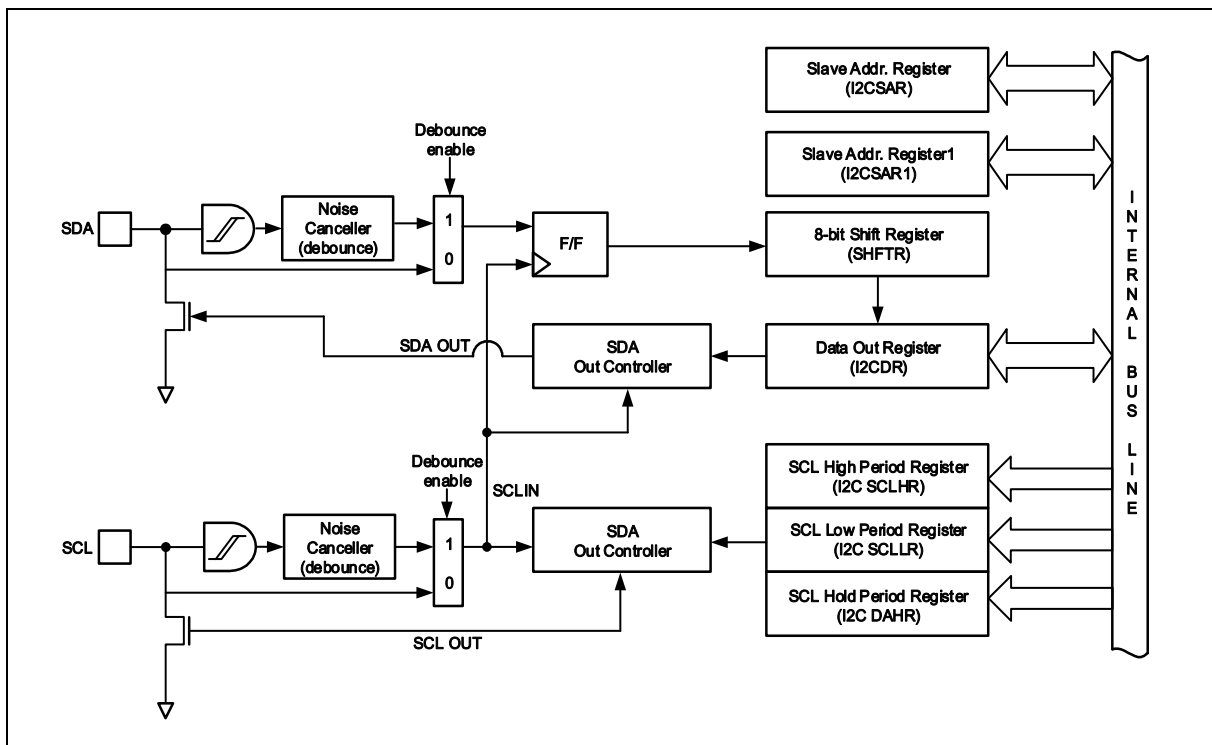 Slave Addr. Register
(I2CSAR)
Slave Addr. Register1
(I2CSAR1)
Debounce
enable
SDA
Noise
Canceller
(debounce)
1
0
F/F
8-bit Shift Register
(SHFTR)
SDA OUT
SDA
Out Controller
Data Out Register
(I2CDR)
INTERNAL BUS LINE
Debounce
enable
SCLIN
SCL
Noise
Canceller
(debounce)
1
0
SDA
Out Controller
SCL High Period Register
(I2C SCLHR)
SCL Low Period Register
(I2C SCLLR)
SCL Hold Period Register
(I2C DAHR)
SCL OUT